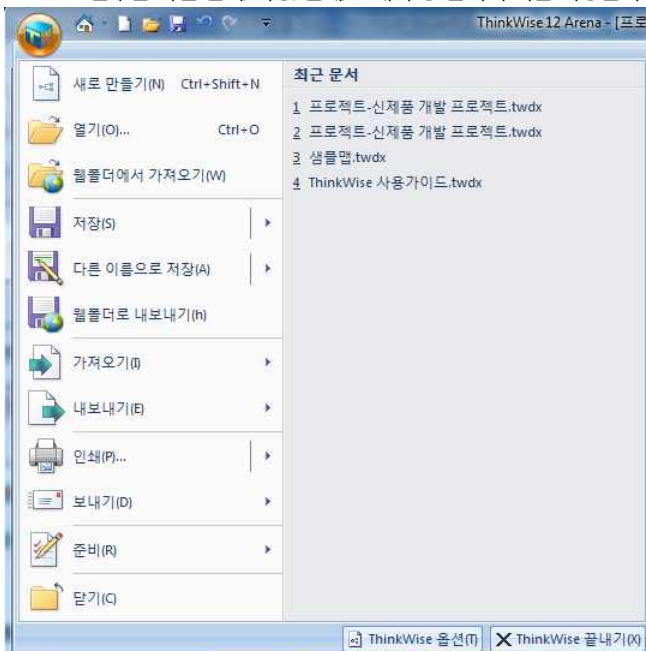 ThinkWise 12 Arena - [프로
새로 만들기(N) Ctrl+Shift+N
열기(O)... Ctrl+O
웹폴더에서 가져오기(W)
저장(S)
다른 이름으로 저장(A)
웹폴더로 내보내기(h)
가져오기(I)
내보내기(E)
인쇄(P)...
보내기(D)
준비(R)
닫기(C)
최근 문서
1 프로젝트-신제품 개발 프로젝트.twdx
2 프로젝트-신제품 개발 프로젝트.twdx
3 샘플맵.twdx
4 ThinkWise 사용가이드.twdx
ThinkWise 옵션(T) ThinkWise 끝내기(X)